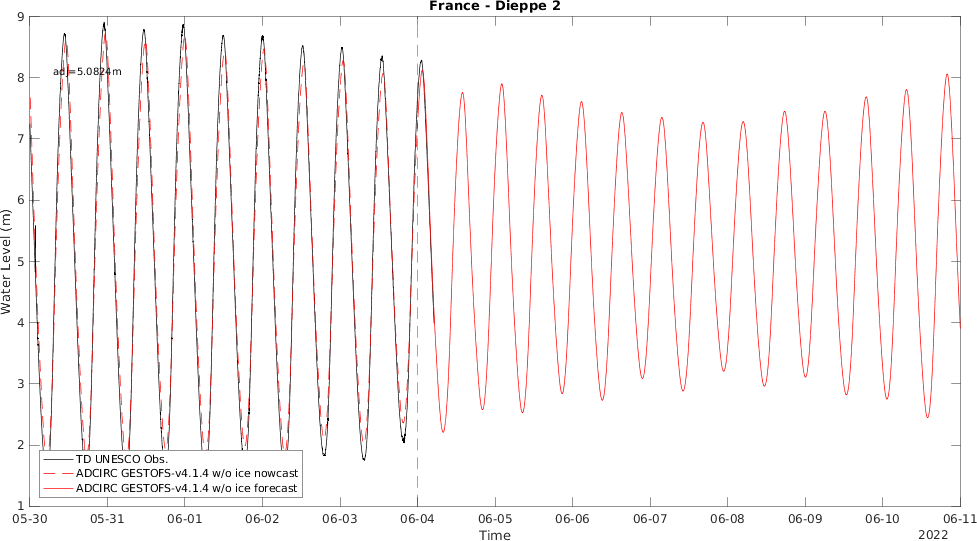 France - Dieppe 2
9
8
7
6
5
4
3
2
1
Water Level (m)
adj=5.0824m
TD UNESCO Obs.
ADCIRC GESTOFS-v4.1.4 w/o ice nowcast
ADCIRC GESTOFS-v4.1.4 w/o ice forecast
05-30 05-31 06-01 06-02 06-03 06-04 06-05 06-06 06-07 06-08 06-09 06-10 06-11
Time
2022